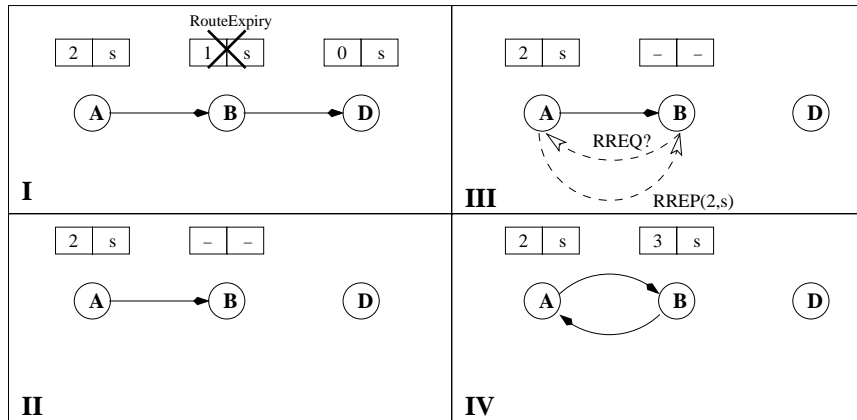 RouteExpiry
2 s
1 s
0 s
A
B
D
I
2 s
– –
A
B
D
II
2 s
– –
A
B
D
RREQ?
RREP(2,s)
III
2 s
3 s
A
B
D
IV